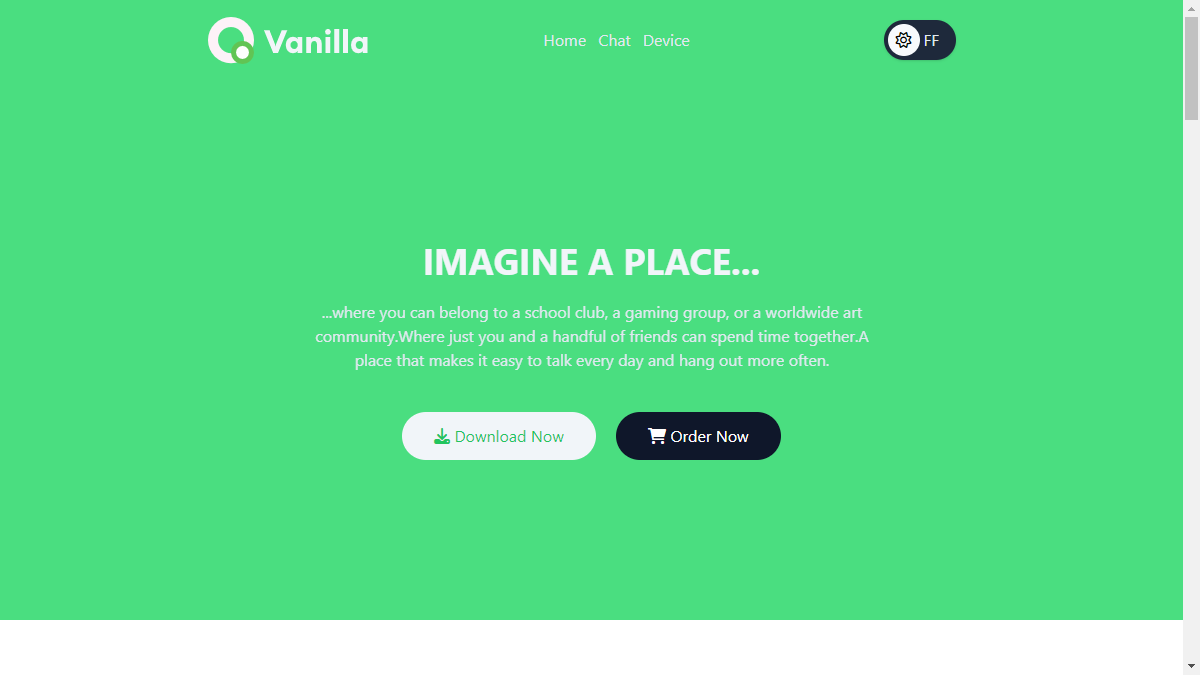 Vanilla
Home Chat Device
FF
IMAGINE A PLACE...
...where you can belong to a school club, a gaming group, or a worldwide art
community.Where just you and a handful of friends can spend time together.A
place that makes it easy to talk every day and hang out more often.
Download Now
Order Now